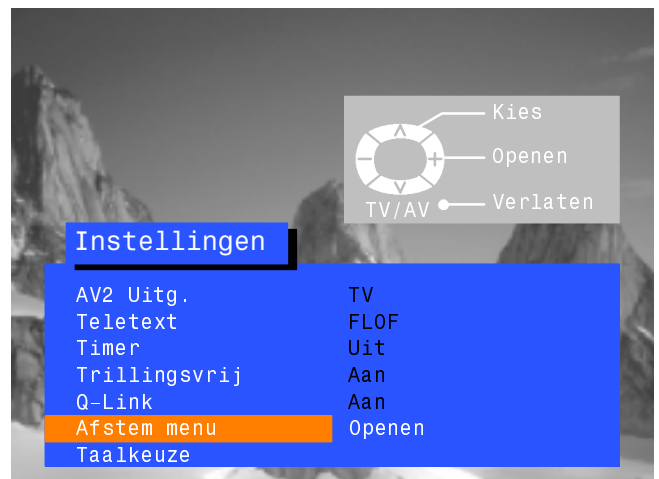 Kies
Openen
TV/AV Verlaten
Instellingen
AV2 Uitg. TV
Teletext FLOF
Timer Uit
Trillingsvrij Aan
Q-Link Aan
Afstem menu Openen
Taalkeuze